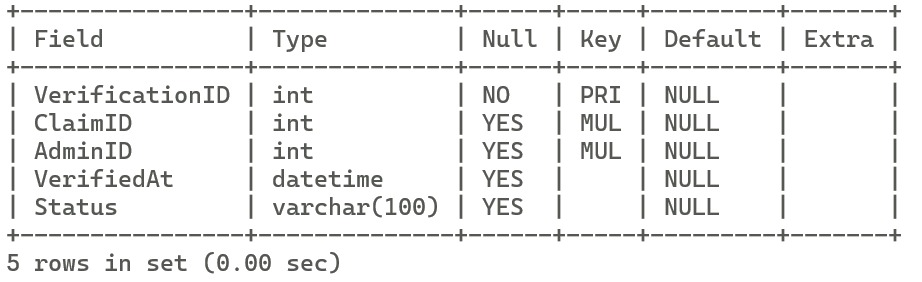 +----------------+--------------+------+-----+---------+-------+
| Field          | Type         | Null | Key | Default | Extra |
+----------------+--------------+------+-----+---------+-------+
| VerificationID | int          | NO   | PRI | NULL    |       |
| ClaimID        | int          | YES  | MUL | NULL    |       |
| AdminID        | int          | YES  | MUL | NULL    |       |
| VerifiedAt     | datetime     | YES  |     | NULL    |       |
| Status         | varchar(100) | YES  |     | NULL    |       |
+----------------+--------------+------+-----+---------+-------+
5 rows in set (0.00 sec)